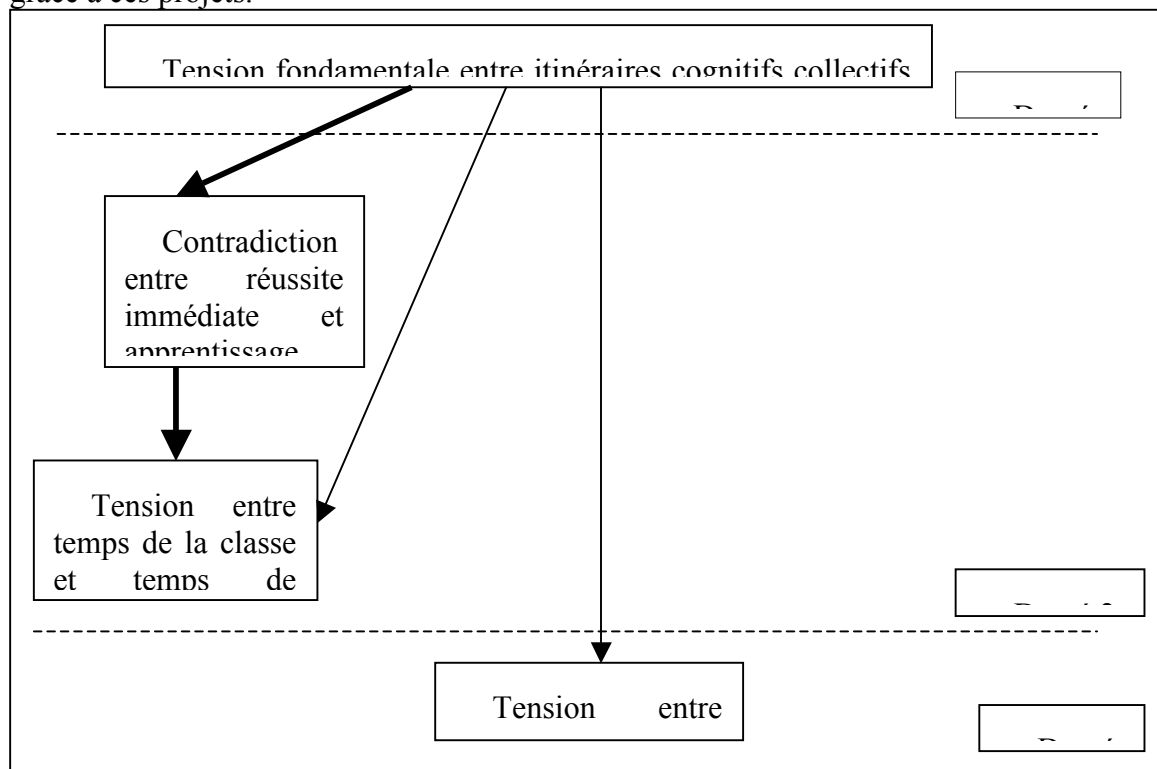 grâce à ces projets.
Tension fondamentale entre itinéraires cognitifs collectifs
Contradiction
entre réussite
immédiate et
apprentissage
Tension entre
temps de la classe
et temps de
Tension entre